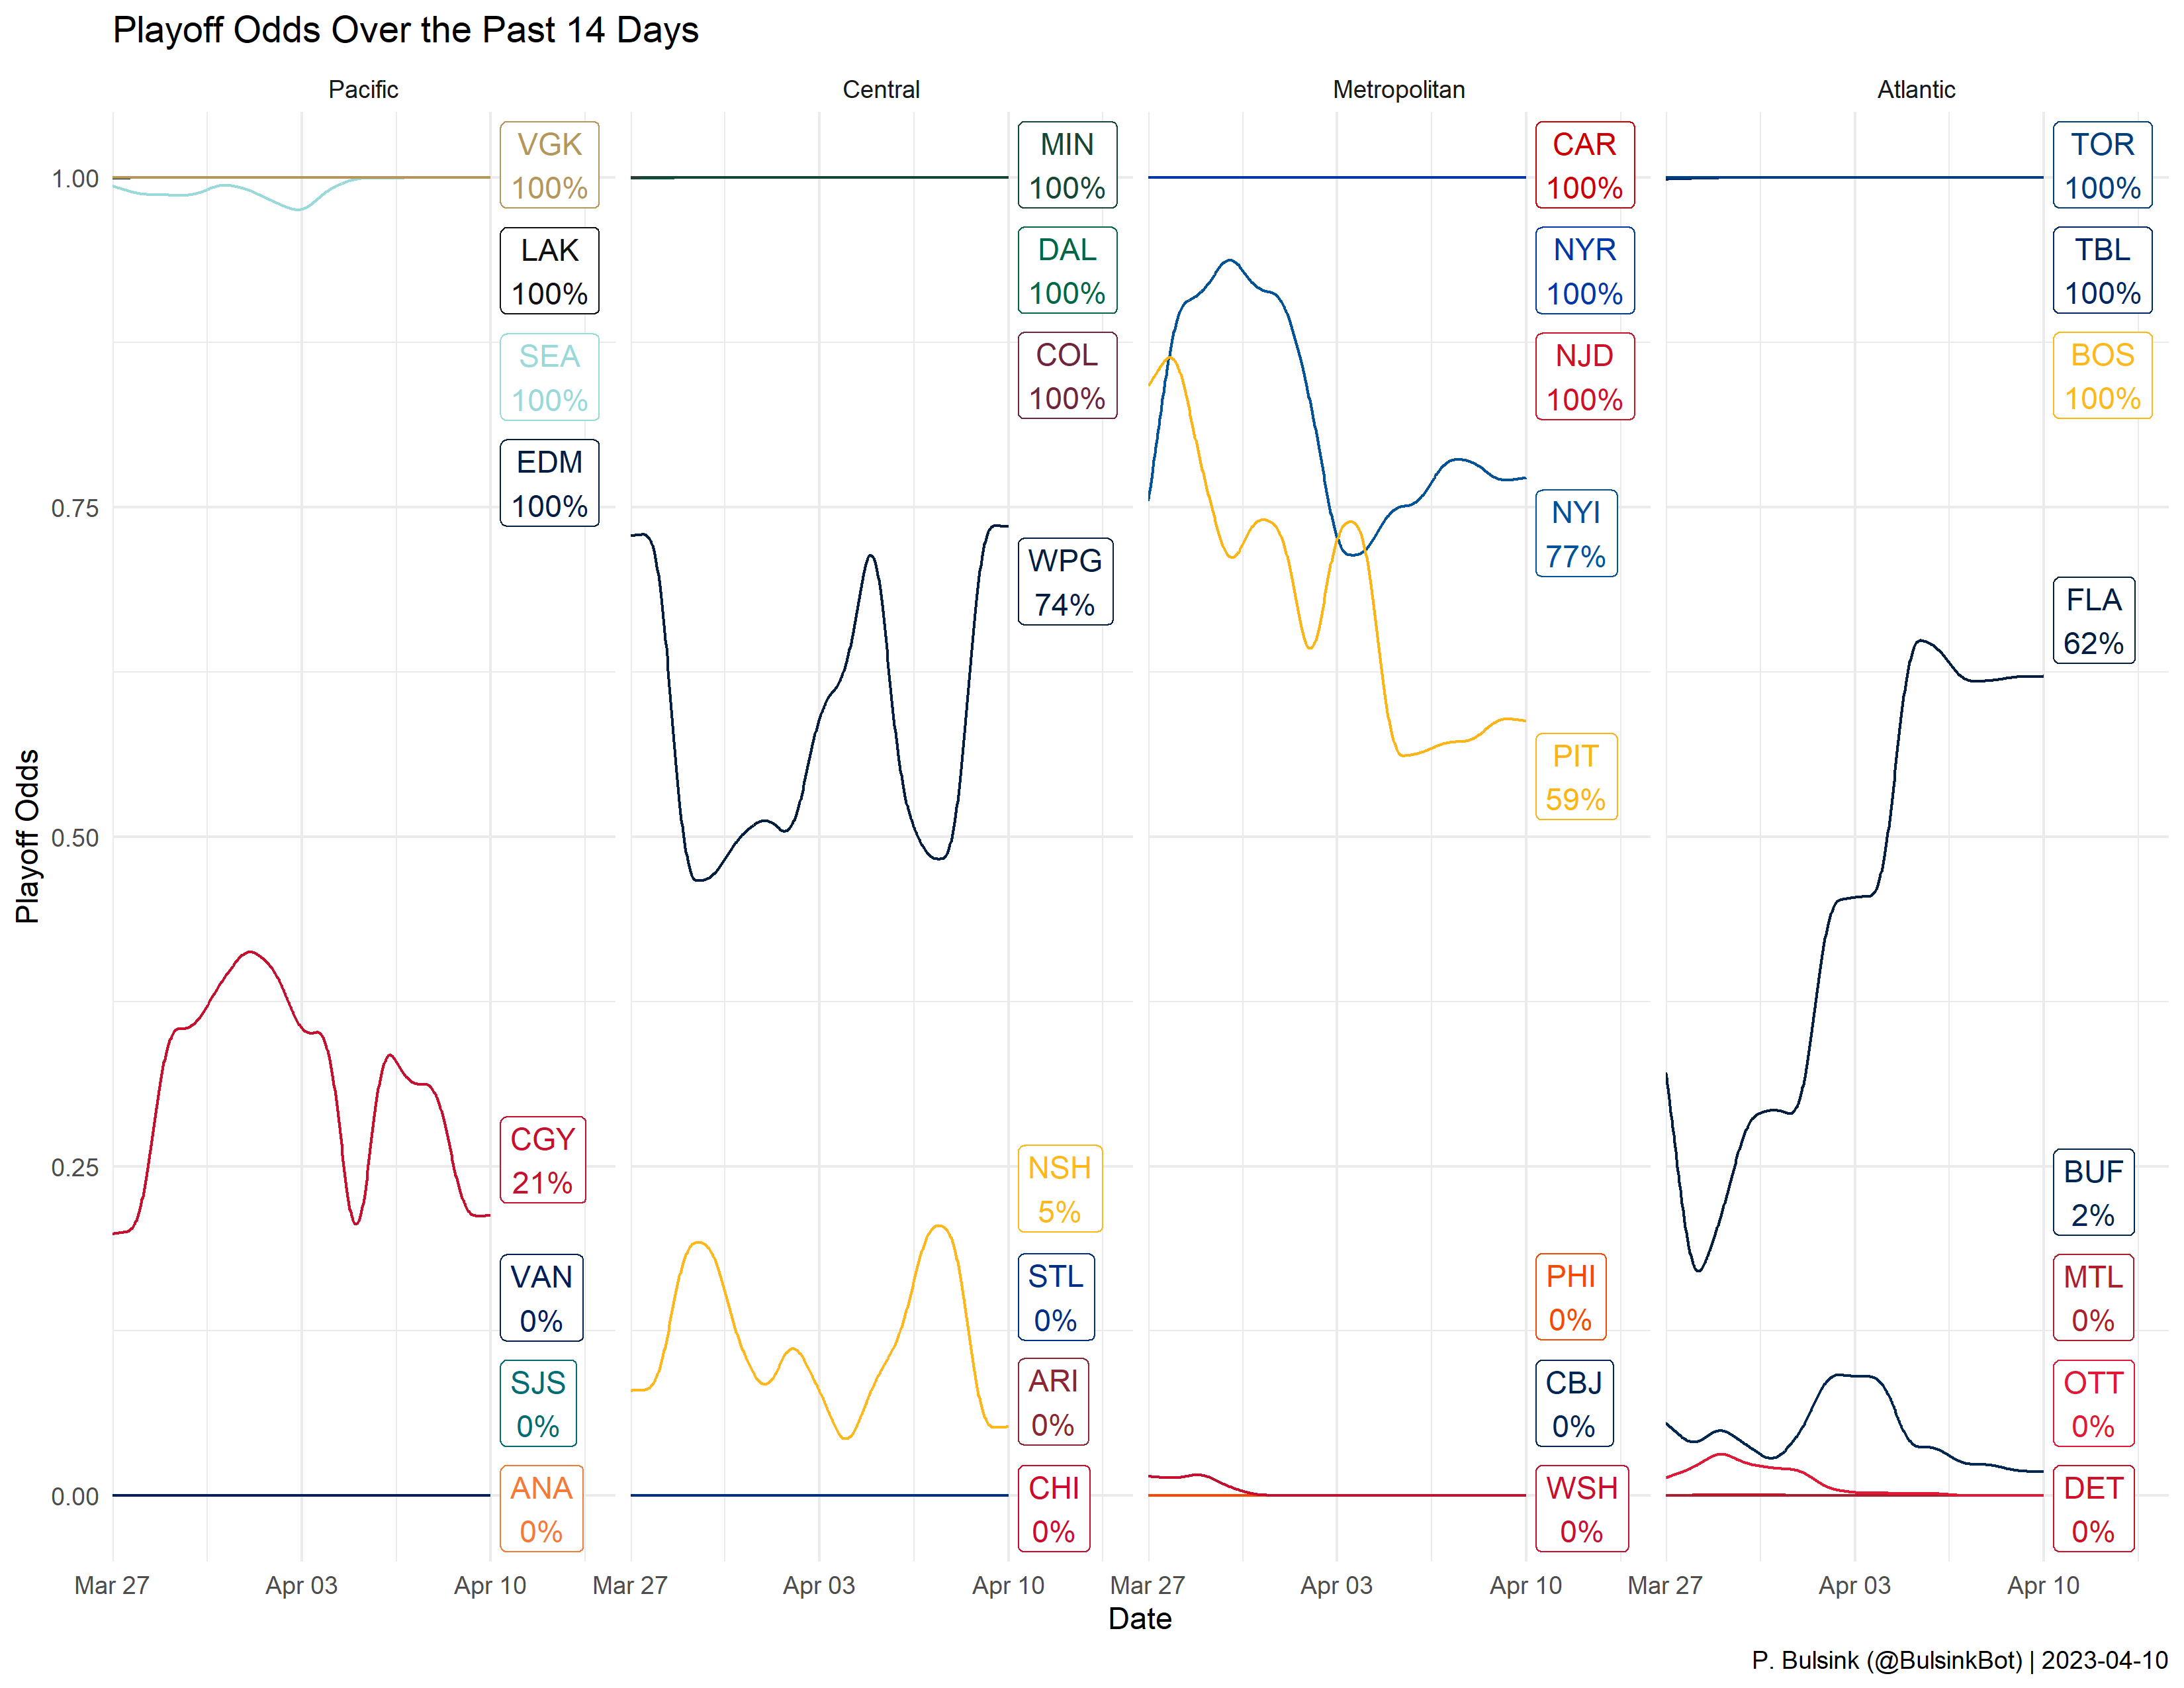 Playoff Odds Over the Past 14 Days
Pacific
Central
Metropolitan
Atlantic
Playoff Odds
1.00
0.75
0.50
0.25
0.00
VGK
100%
LAK
100%
SEA
100%
EDM
100%
CGY
21%
VAN
0%
SJS
0%
ANA
0%
MIN
100%
DAL
100%
COL
100%
WPG
74%
NSH
5%
STL
0%
ARI
0%
CHI
0%
CAR
100%
NYR
100%
NJD
100%
NYI
77%
PIT
59%
PHI
0%
CBJ
0%
WSH
0%
TOR
100%
TBL
100%
BOS
100%
FLA
62%
BUF
2%
MTL
0%
OTT
0%
DET
0%
Mar 27
Apr 03
Apr 10
Mar 27
Apr 03
Apr 10
Mar 27
Apr 03
Apr 10
Mar 27
Apr 03
Apr 10
Date
P. Bulsink (@BulsinkBot) | 2023-04-10